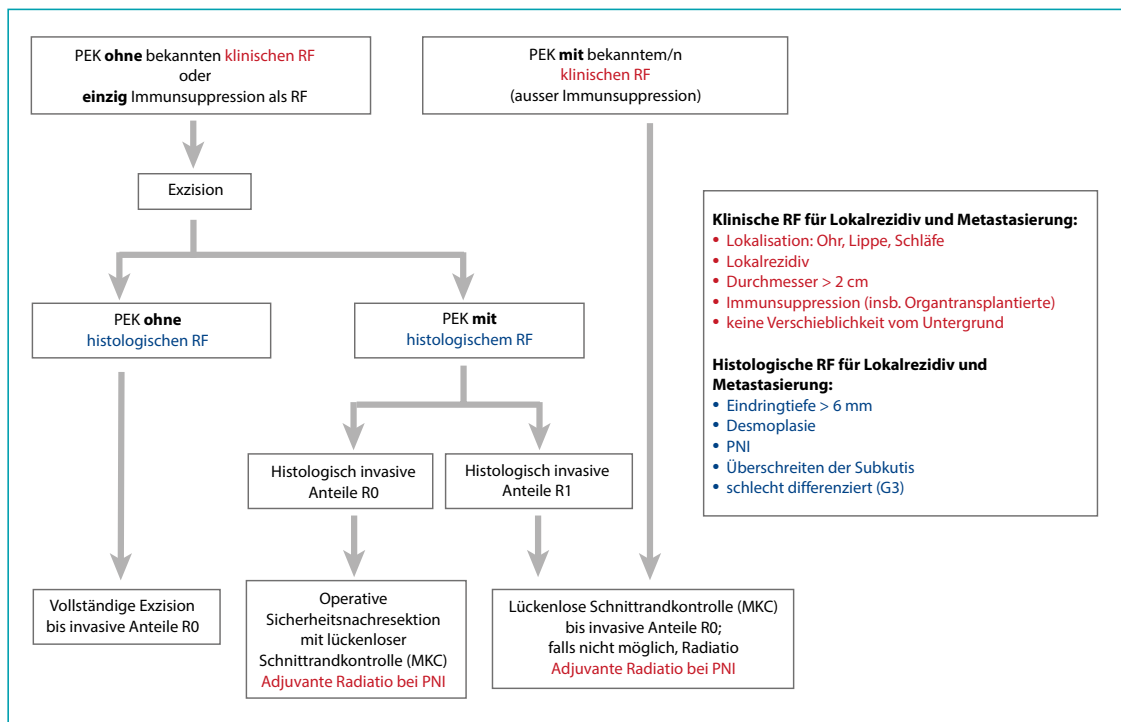 PEK ohne bekannten klinischen RF
oder
einzig Immunsuppression als RF
PEK mit bekanntem/n
klinischen RF
(ausser Immunsuppression)
Exzision
PEK ohne
histologischen RF
PEK mit
histologischem RF
Histologisch invasive
Anteile R0
Histologisch invasive
Anteile R1
Vollständige Exzision
bis invasive Anteile R0
Operative
Sicherheitsnachresektion
mit lückenloser
Schnittrandkontrolle (MKC)
Adjuvante Radiatio bei PNI
Lückenlose Schnittrandkontrolle (MKC)
bis invasive Anteile R0;
falls nicht möglich, Radiatio
Adjuvante Radiatio bei PNI
Klinische RF für Lokalrezidiv und Metastasierung:
• Lokalisation: Ohr, Lippe, Schläfe
• Lokalrezidiv
• Durchmesser > 2 cm
• Immunsuppression (insb. Organtransplantierte)
• keine Verschieblichkeit vom Untergrund
Histologische RF für Lokalrezidiv und
Metastasierung:
• Eindringtiefe > 6 mm
• Desmoplasie
• PNI
• Überschreiten der Subkutis
• schlecht differenziert (G3)